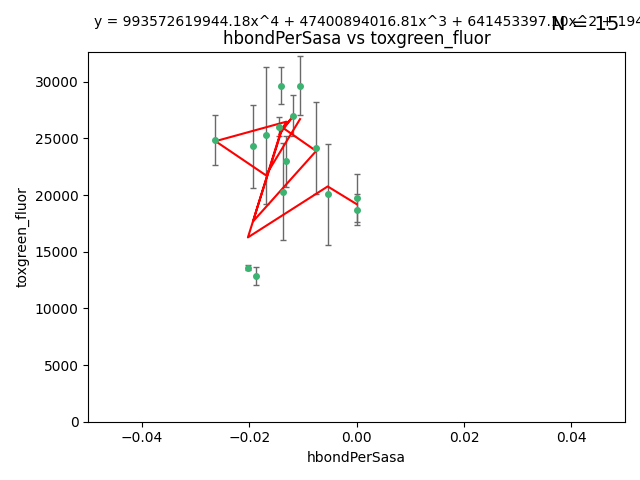 y = 993572619944.18x^4 + 47400894016.81x^3 + 641453397.10x^2 + 194
N = 15
hbondPerSasa vs toxgreen_fluor
toxgreen_fluor
30000
25000
20000
15000
10000
5000
0
−0.04
−0.02
0.00
0.02
0.04
hbondPerSasa